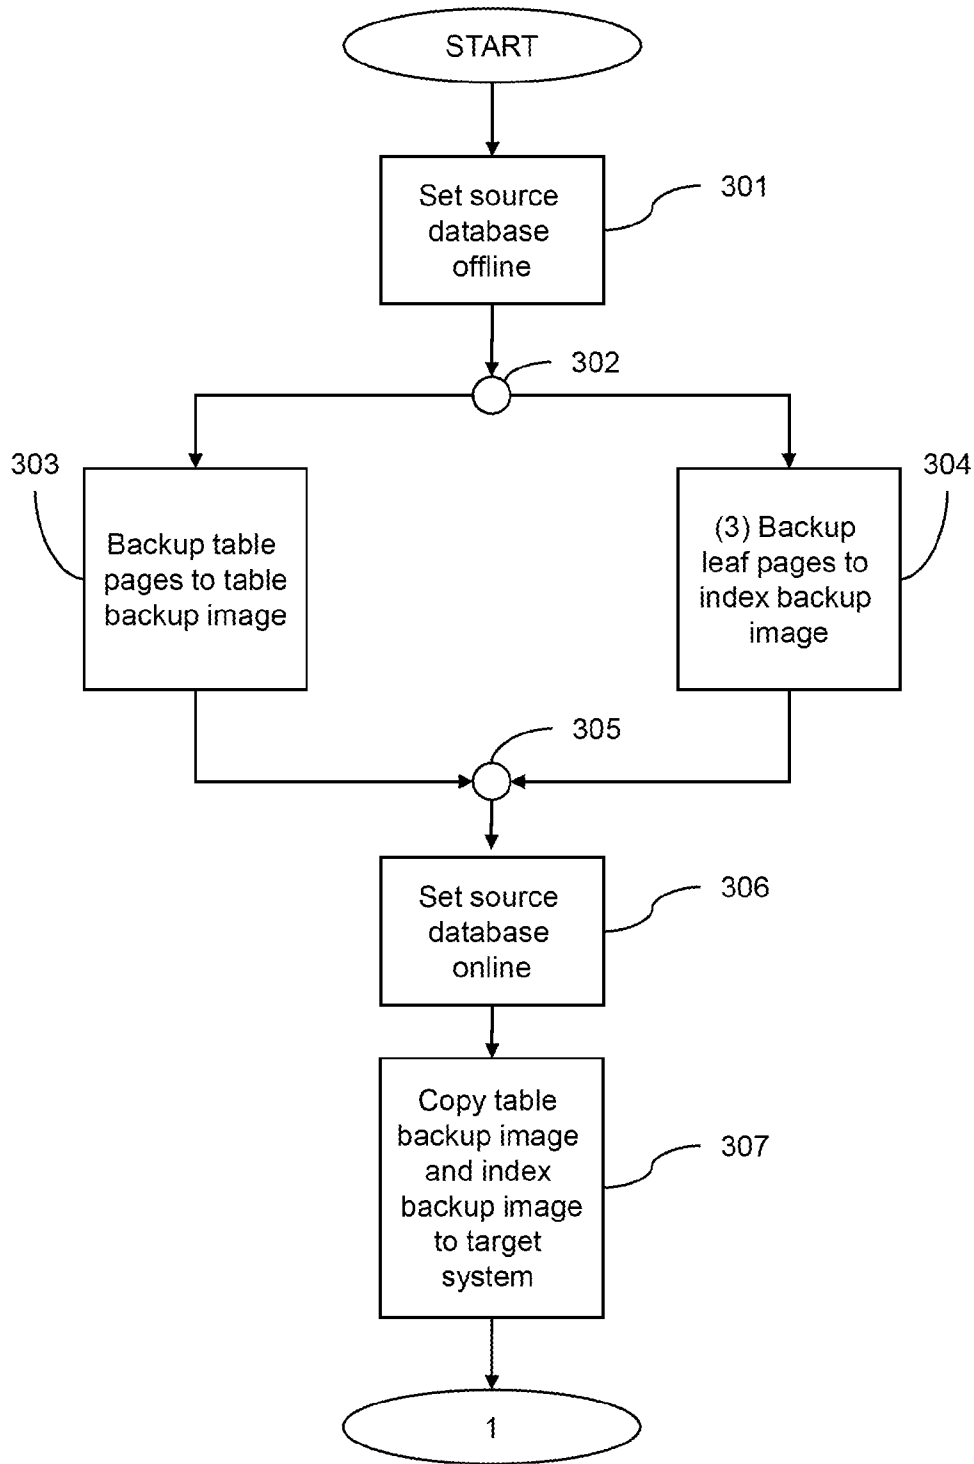 START
Set source
database
offline
301
302
303
Backup table
pages to table
backup image
304
(3) Backup
leaf pages to
index backup
image
305
Set source
database
online
306
Copy table
backup image
and index
backup image
to target
system
307
1